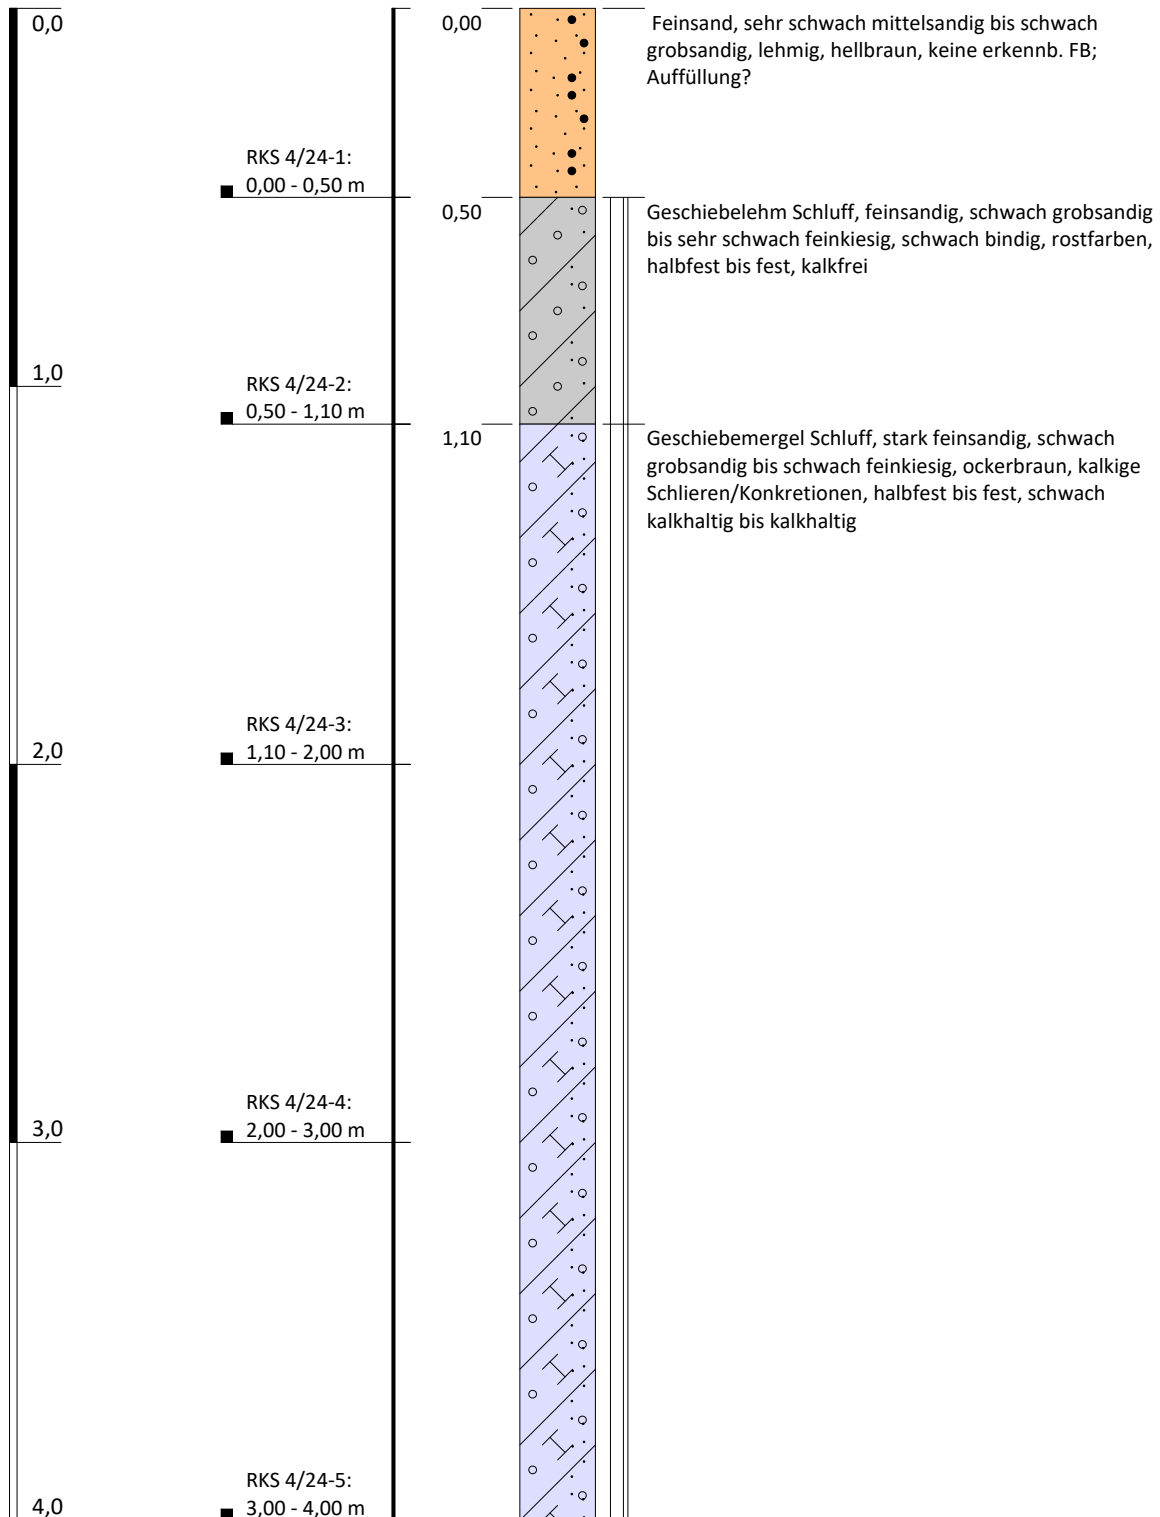 0,0
0,00
Feinsand, sehr schwach mittelsandig bis schwach
grobsandig, lehmig, hellbraun, keine erkennb. FB;
Auffüllung?
RKS 4/24-1:
0,00 - 0,50 m
0,50
Geschiebelehm Schluff, feinsandig, schwach grobsandig
bis sehr schwach feinkiesig, schwach bindig, rostfarben,
halbfest bis fest, kalkfrei
1,0
RKS 4/24-2:
0,50 - 1,10 m
1,10
Geschiebemergel Schluff, stark feinsandig, schwach
grobsandig bis schwach feinkiesig, ockerbraun, kalkige
Schlieren/Konkretionen, halbfest bis fest, schwach
kalkhaltig bis kalkhaltig
RKS 4/24-3:
1,10 - 2,00 m
2,0
RKS 4/24-4:
2,00 - 3,00 m
3,0
RKS 4/24-5:
3,00 - 4,00 m
4,0